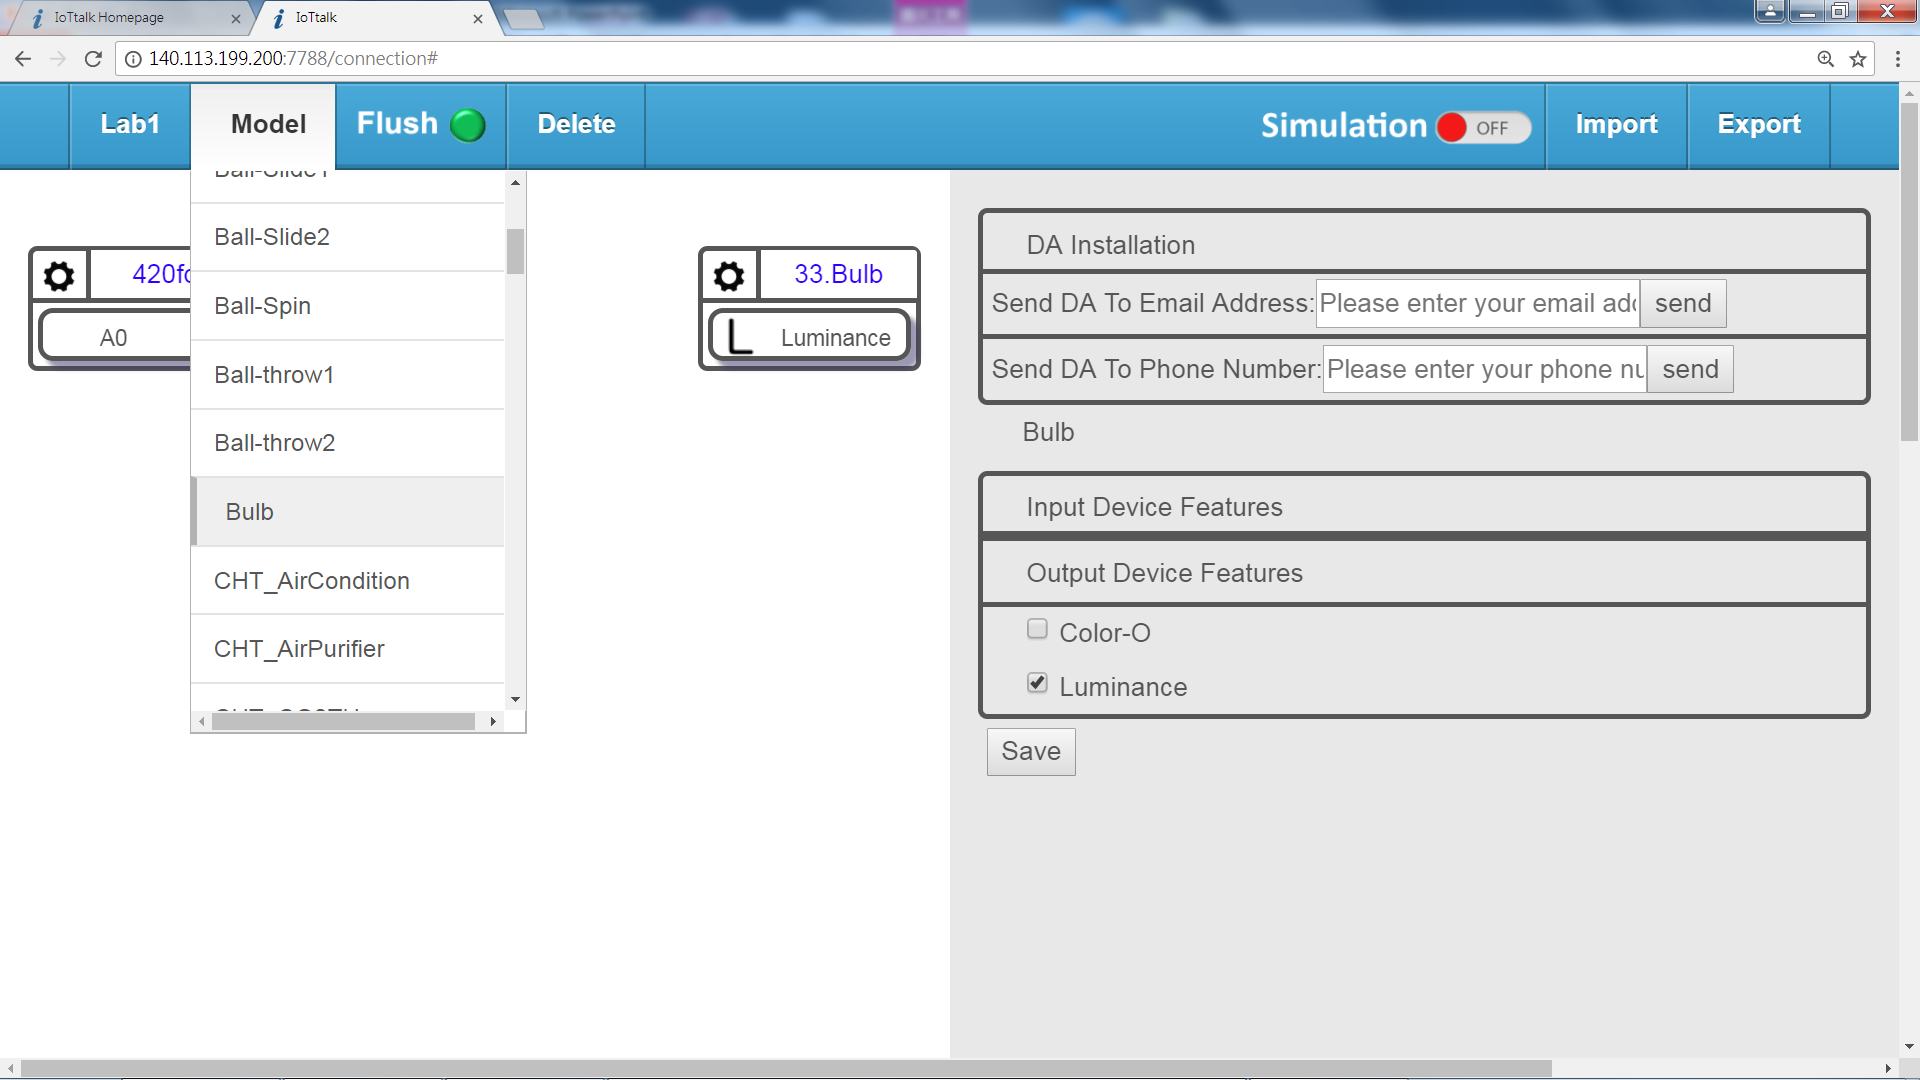 IoTtalk Homepage
IoTtalk
140.113.199.200:7788/connection#
Lab1
Model
Flush
Delete
Simulation
OFF
Import
Export
Ball-Slide1
Ball-Slide2
Ball-Spin
Ball-throw1
Ball-throw2
Bulb
CHT_AirCondition
CHT_AirPurifier
A0
33.Bulb
L
Luminance
DA Installation
Send DA To Email Address:
Please enter your email
send
Send DA To Phone Number:
Please enter your phone
send
Bulb
Input Device Features
Output Device Features
Color-O
Luminance
Save